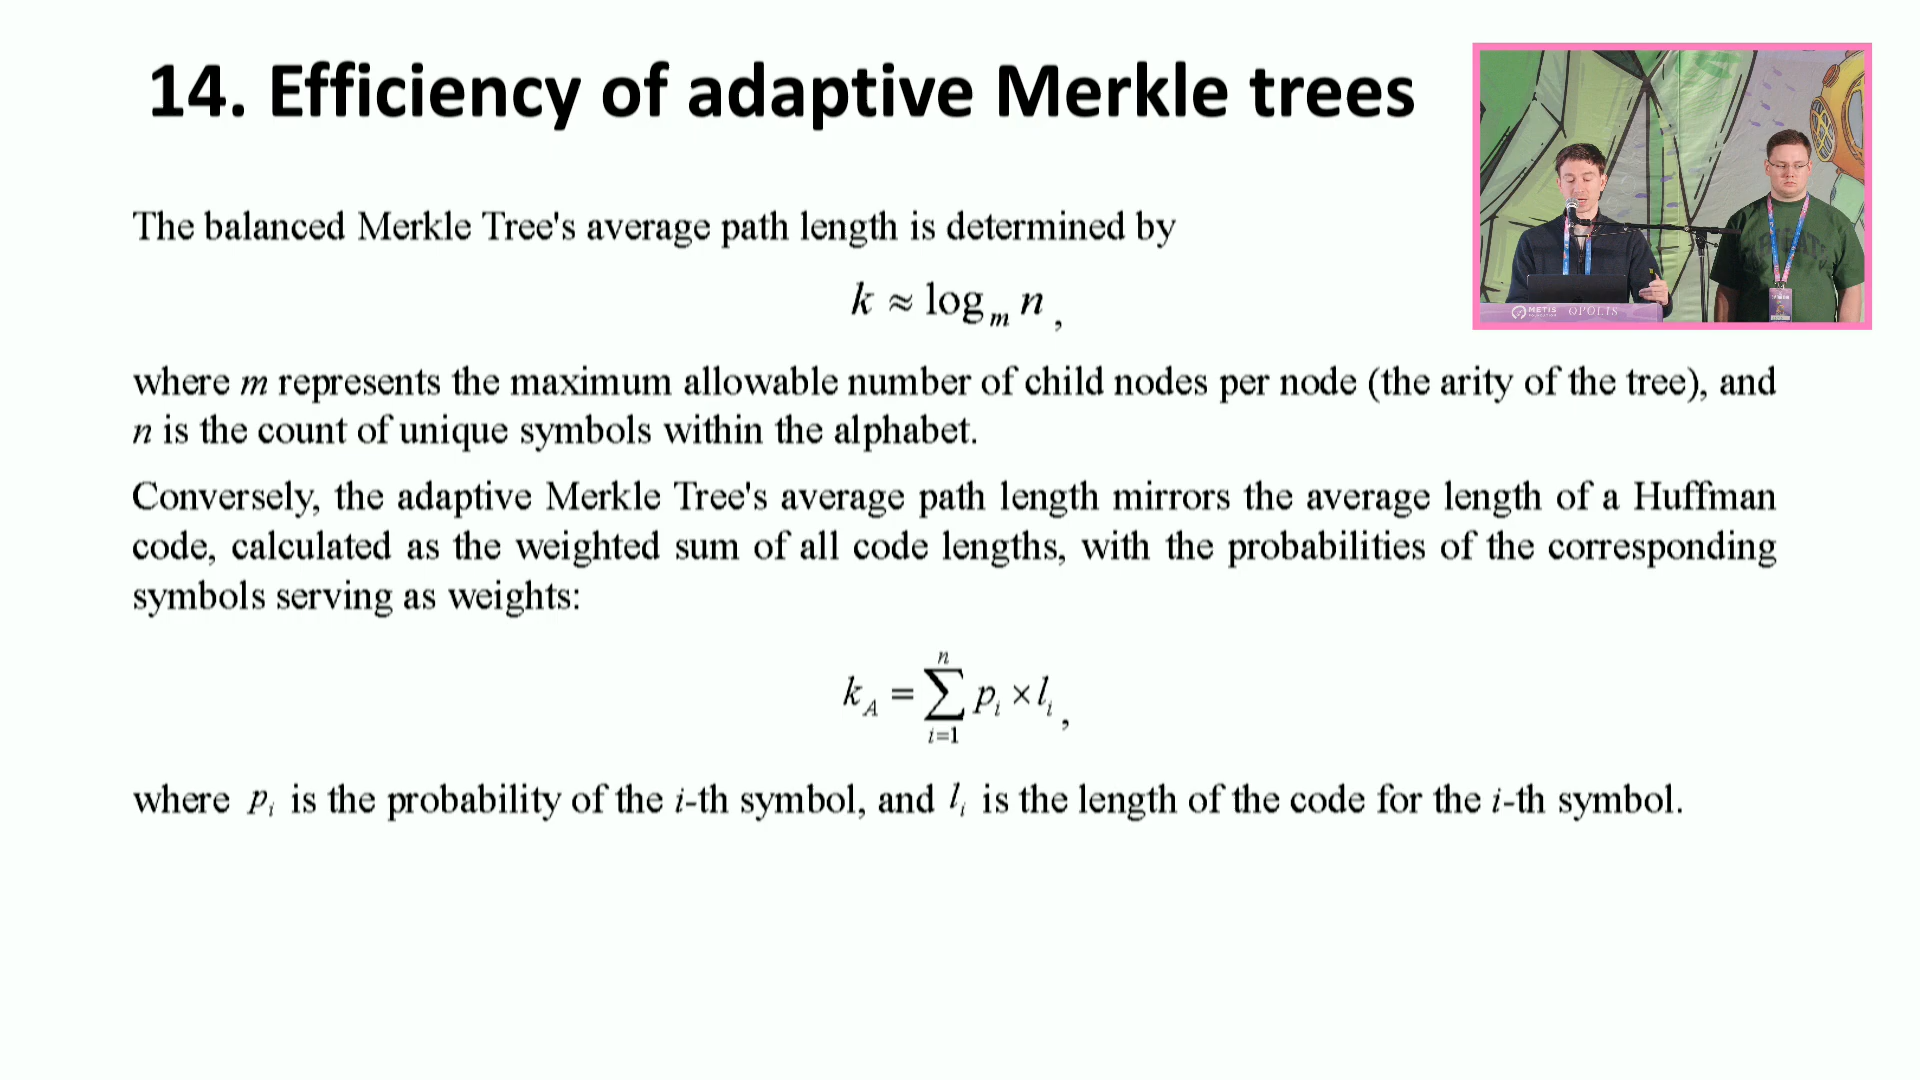 14. Efficiency of adaptive Merkle trees
The balanced Merkle Tree's average path length is determined by
k ≈ logₘ n ,
where m represents the maximum allowable number of child nodes per node (the arity of the tree), and
n is the count of unique symbols within the alphabet.
Conversely, the adaptive Merkle Tree's average path length mirrors the average length of a Huffman
code, calculated as the weighted sum of all code lengths, with the probabilities of the corresponding
symbols serving as weights:
k_A = ∑_{i=1}^{n} p_i × l_i ,
where p_i is the probability of the i-th symbol, and l_i is the length of the code for the i-th symbol.
METIS
OPOLIS